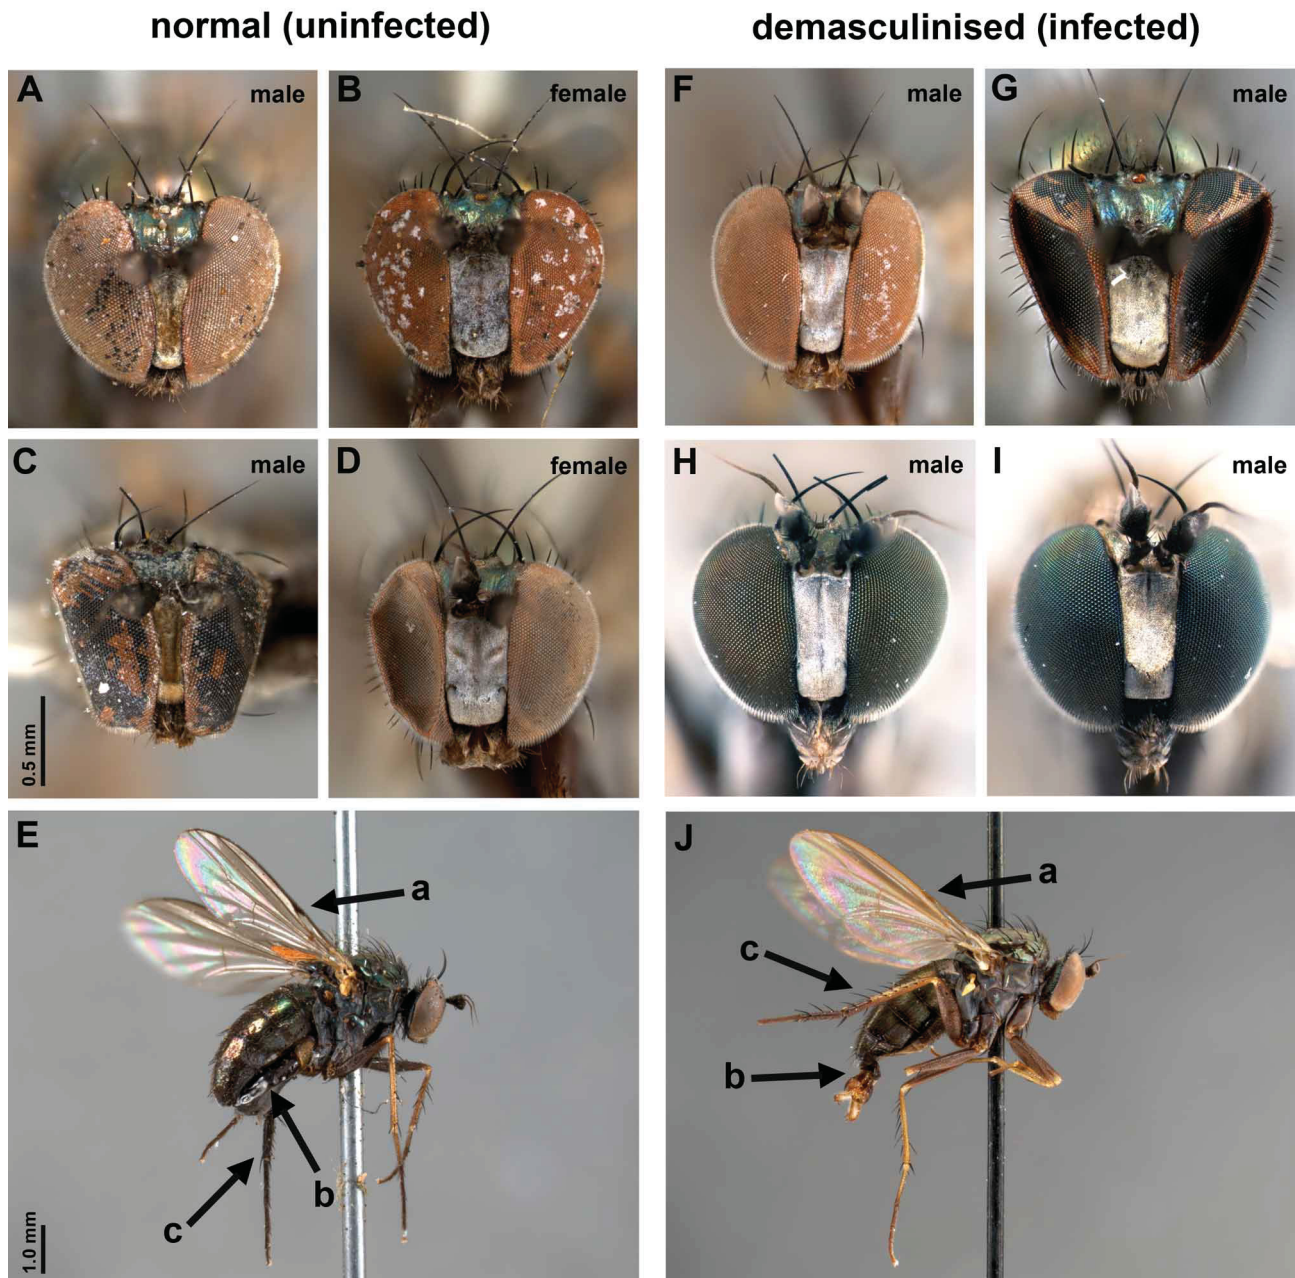 normal (uninfected)
demasculinised (infected)
A
male
B
female
F
male
G
male
C
male
D
female
H
male
I
male
0.5 mm
E
a
b
c
1.0 mm
J
a
c
b